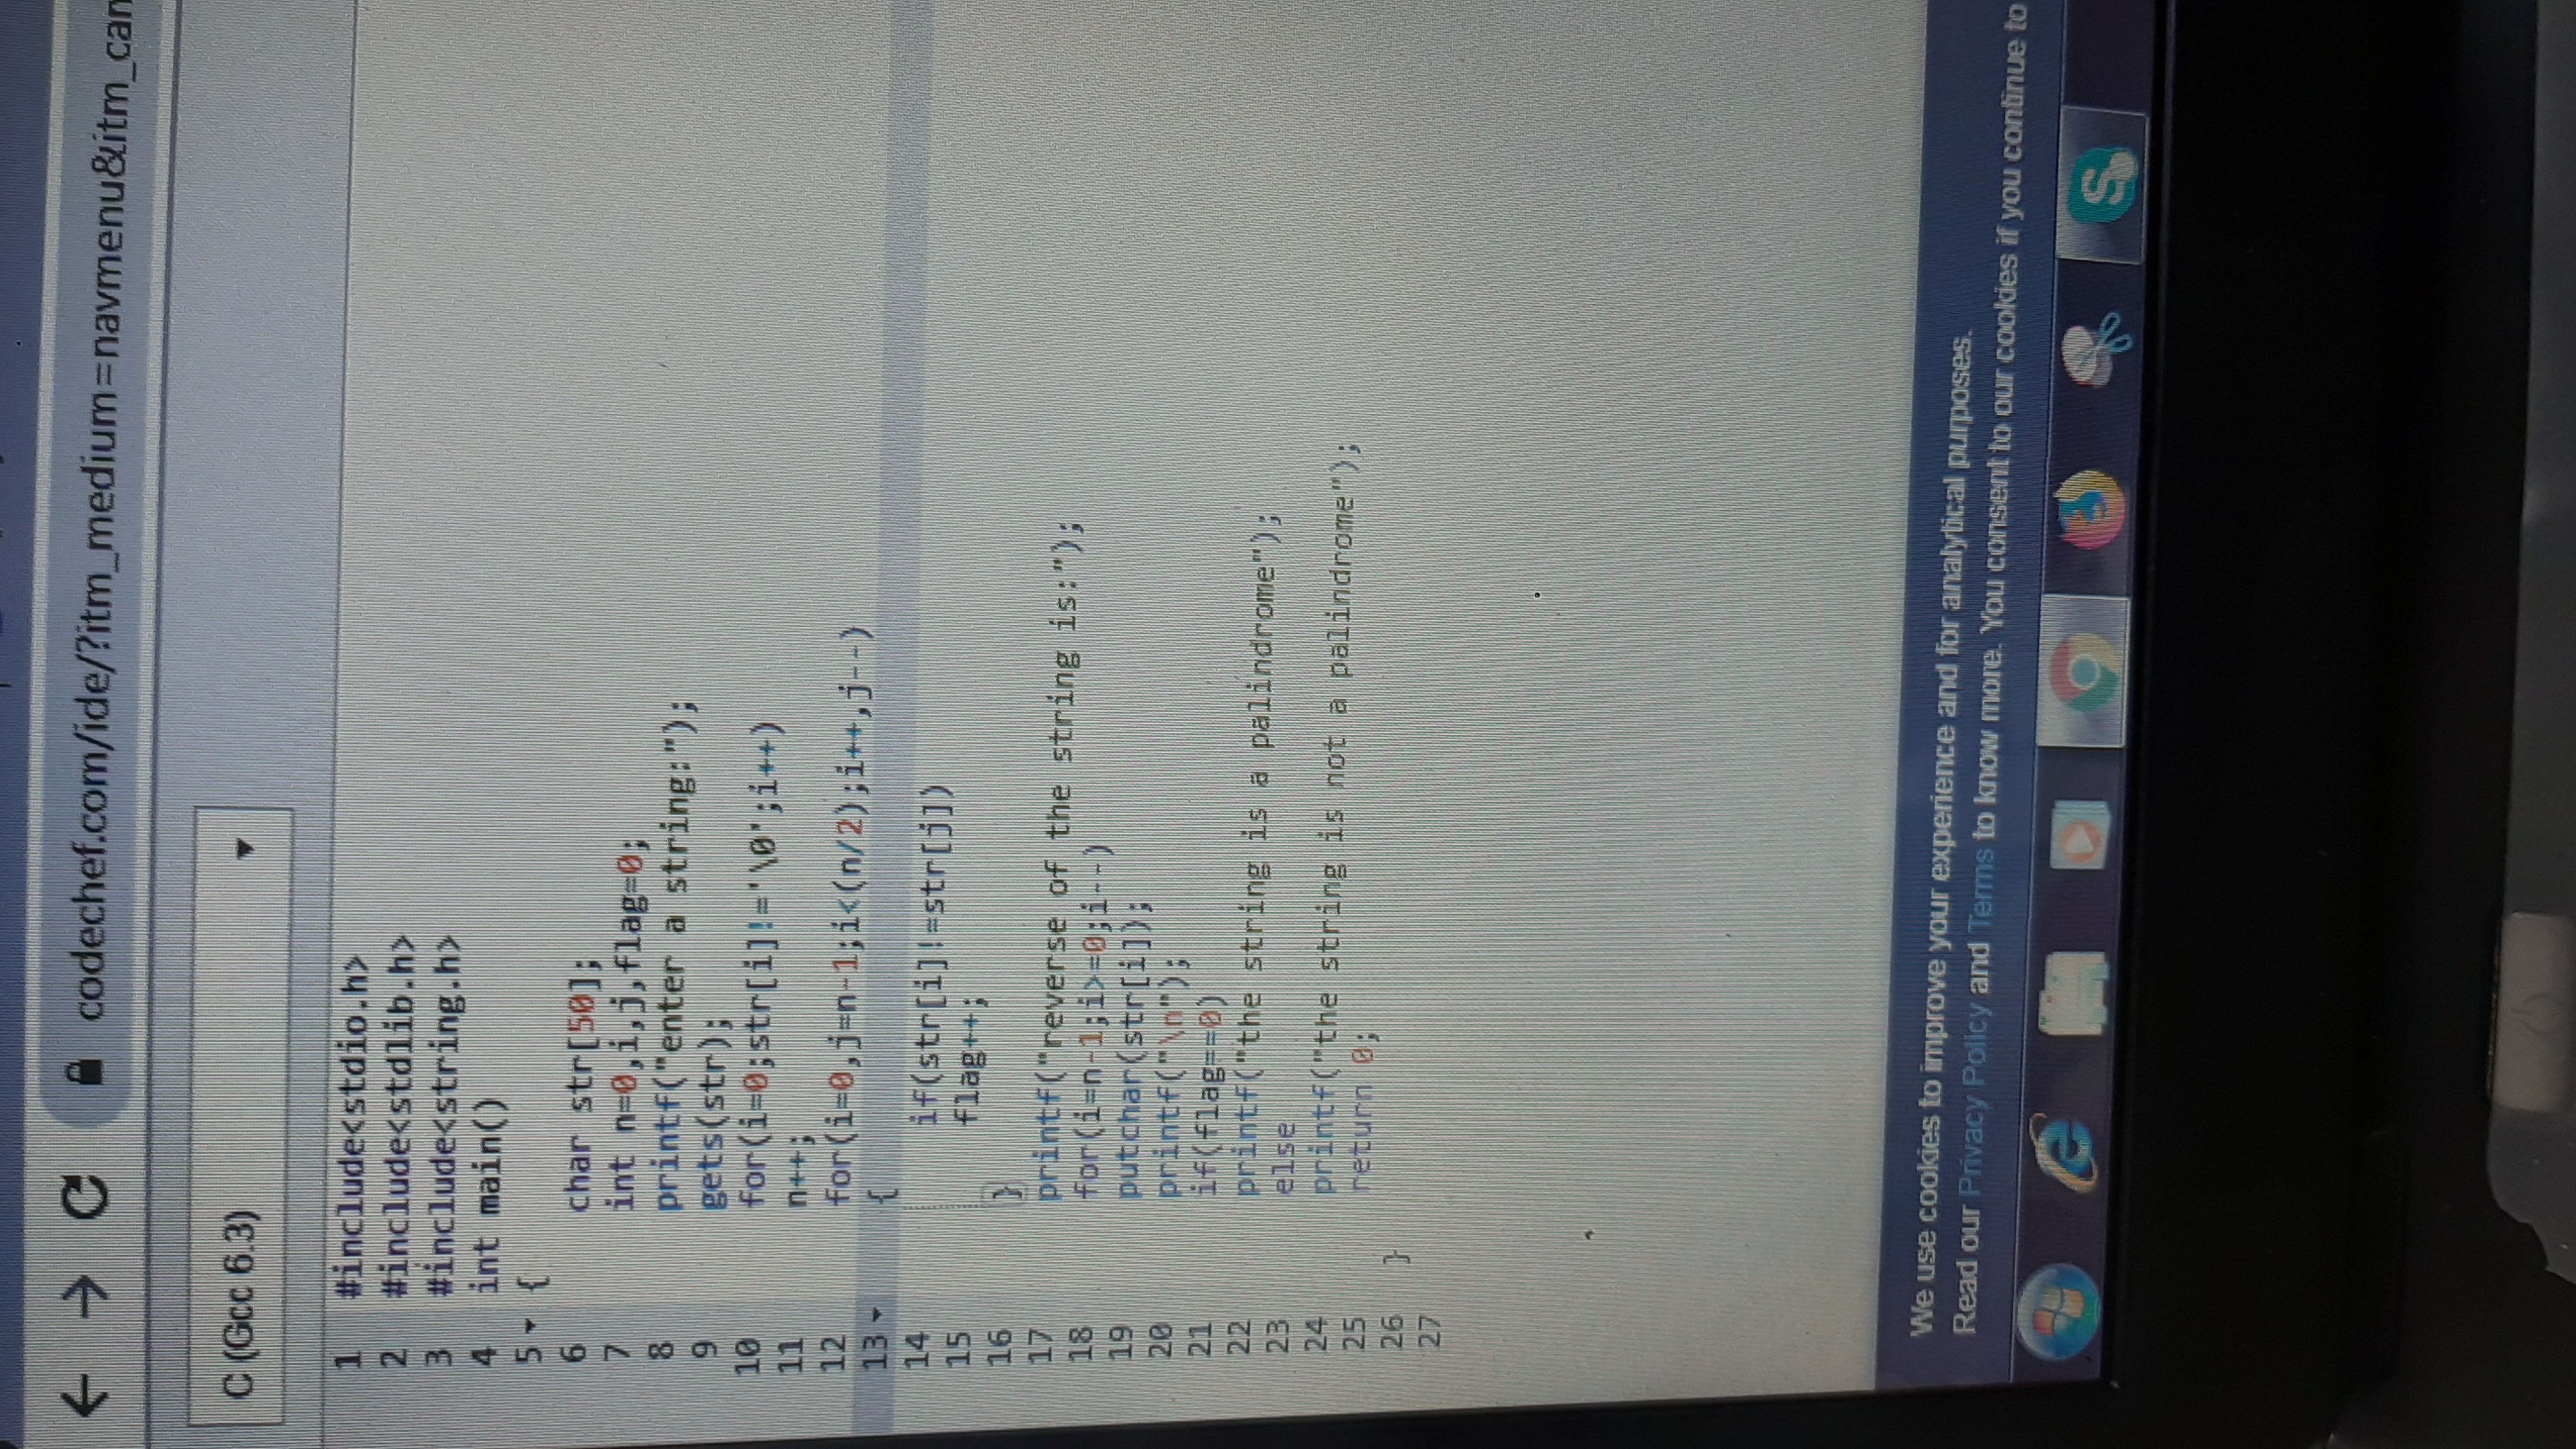 codechef.com/ide/?itm_medium=navmenu&itm_can
C (Gcc 6.3)
1 #include<stdio.h>
2 #include<stdlib.h>
3 #include<string.h>
4 int main()
5 {
6 char str[50];
7 int n=0,i,j,flag=0;
8 printf("enter a string:");
9 gets(str);
10 for(i=0;str[i]!='\0';i++)
11 n++;
12 for(i=0,j=n-1;i<(n/2);i++,j--)
13 {
14 if(str[i]!=str[j])
15 flag++;
16 }
17 printf("reverse of the string is:");
18 for(i=n-1;i>=0;i--)
19 putchar(str[i]);
20 printf("\n");
21 if(flag==0)
22 printf("the string is a palindrome");
23 else
24 printf("the string is not a palindrome");
25 return 0;
26 }
27
We use cookies to improve your experience and for analytical purposes.
Read our Privacy Policy and Terms to know more. You consent to our cookies if you continue to